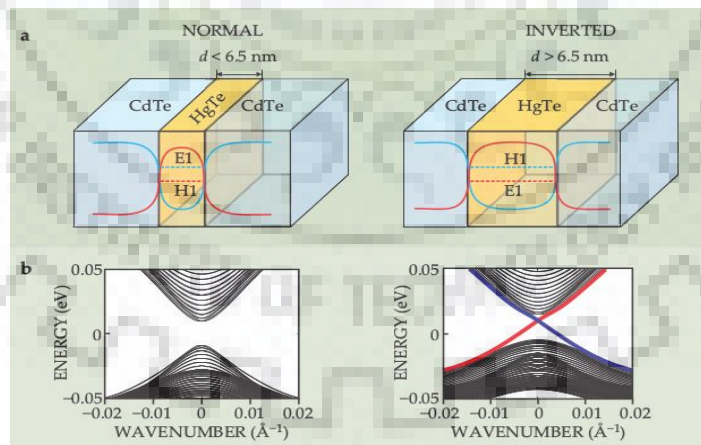 a
NORMAL
d < 6.5 nm
CdTe
HgTe
CdTe
E1
H1
INVERTED
d > 6.5 nm
CdTe
HgTe
CdTe
H1
E1
b
ENERGY (eV)
0.05
0
−0.05
−0.02 −0.01 0 0.01 0.02
WAVENUMBER (Å⁻¹)
ENERGY (eV)
0.05
0
−0.05
−0.02 −0.01 0 0.01 0.02
WAVENUMBER (Å⁻¹)